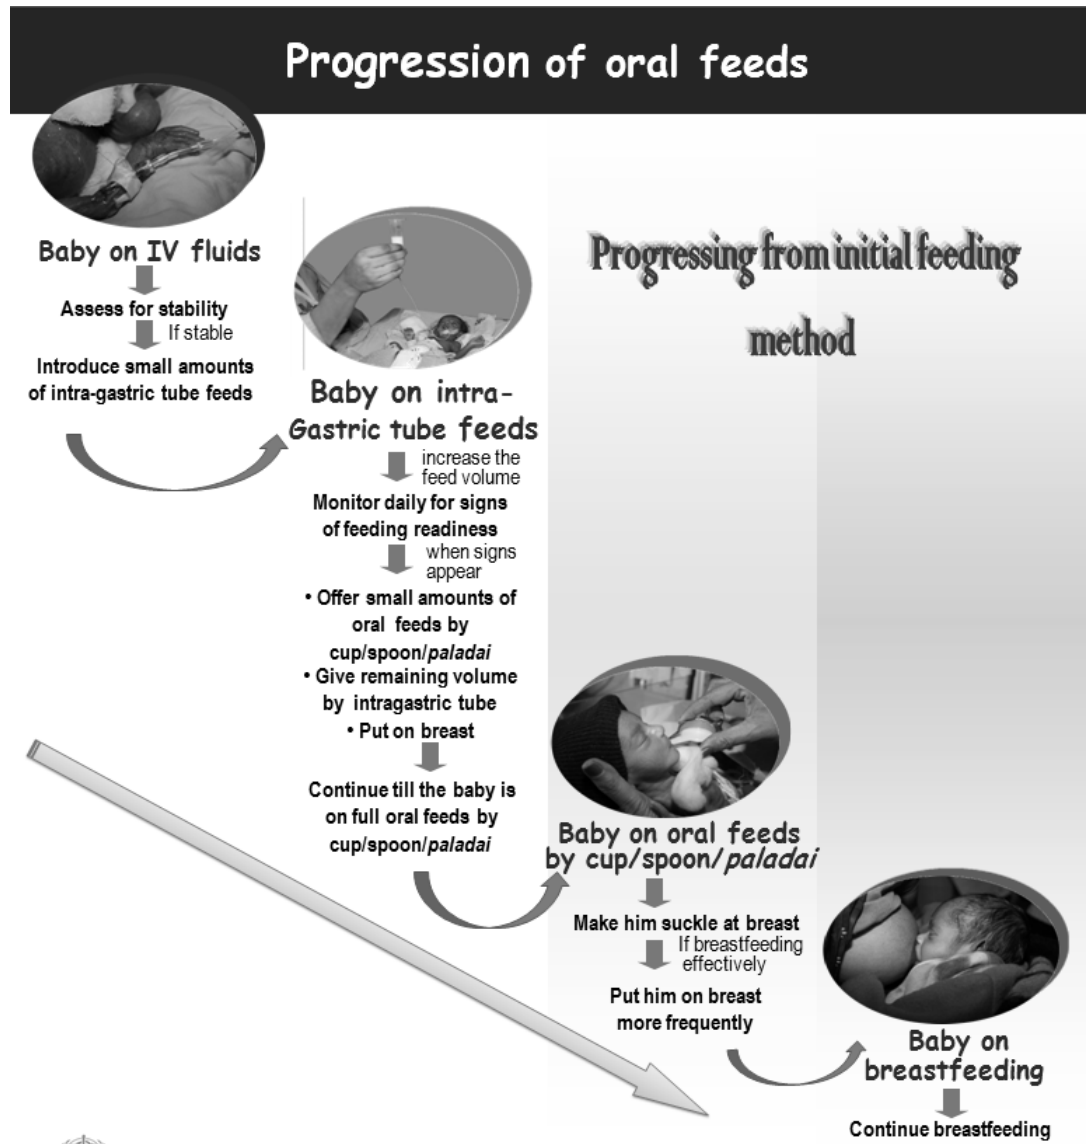 Progression of oral feeds
Baby on IV fluids
Assess for stability
If stable
Introduce small amounts
of intra-gastric tube feeds
Progressing from initial feeding
method
Baby on intra-
Gastric tube feeds
increase the
feed volume
Monitor daily for signs
of feeding readiness
when signs
appear
• Offer small amounts of
oral feeds by
cup/spoon/paladai
• Give remaining volume
by intragastric tube
• Put on breast
Continue till the baby is
on full oral feeds by
cup/spoon/paladai
Baby on oral feeds
by cup/spoon/paladai
Make him suckle at breast
If breastfeeding
effectively
Put him on breast
more frequently
Baby on
breastfeeding
Continue breastfeeding